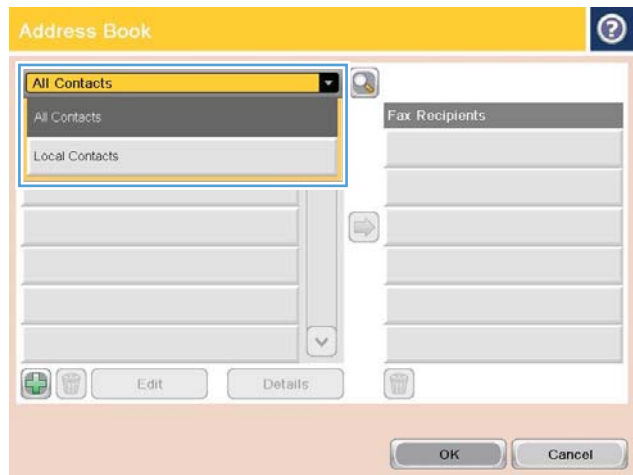 Address Book
?
All Contacts
All Contacts
Local Contacts
Fax Recipients
Edit
Details
OK
Cancel